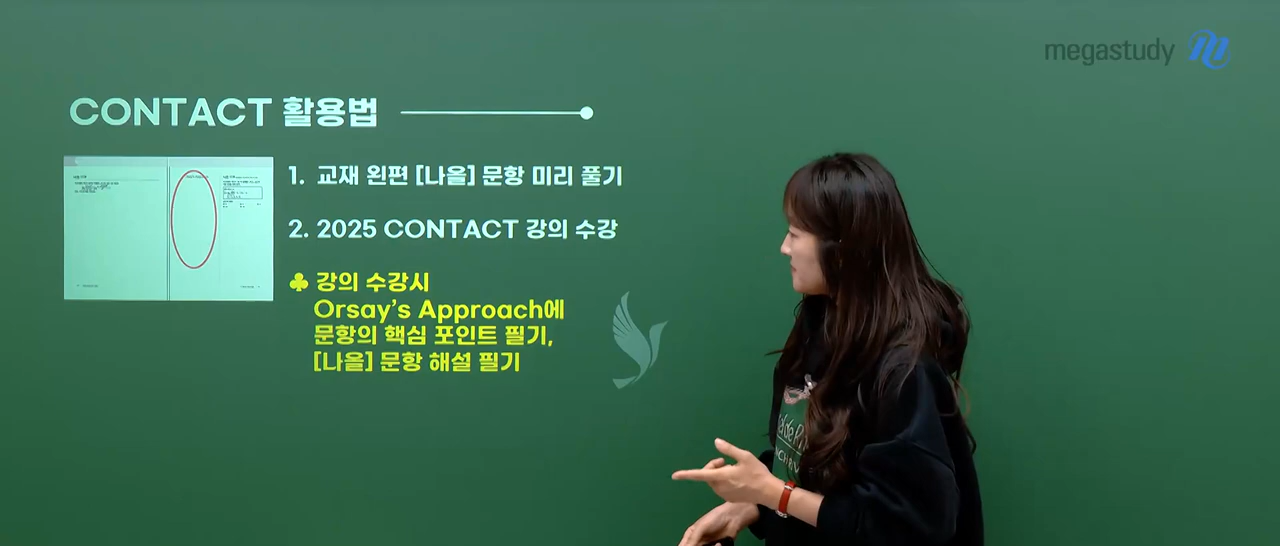 megastudy
CONTACT 활용법
1. 교재 왼편 [나을] 문항 미리 풀기
2. 2025 CONTACT 강의 수강
♣ 강의 수강시
Orsay's Approach에
문항의 핵심 포인트 필기,
[나을] 문항 해설 필기